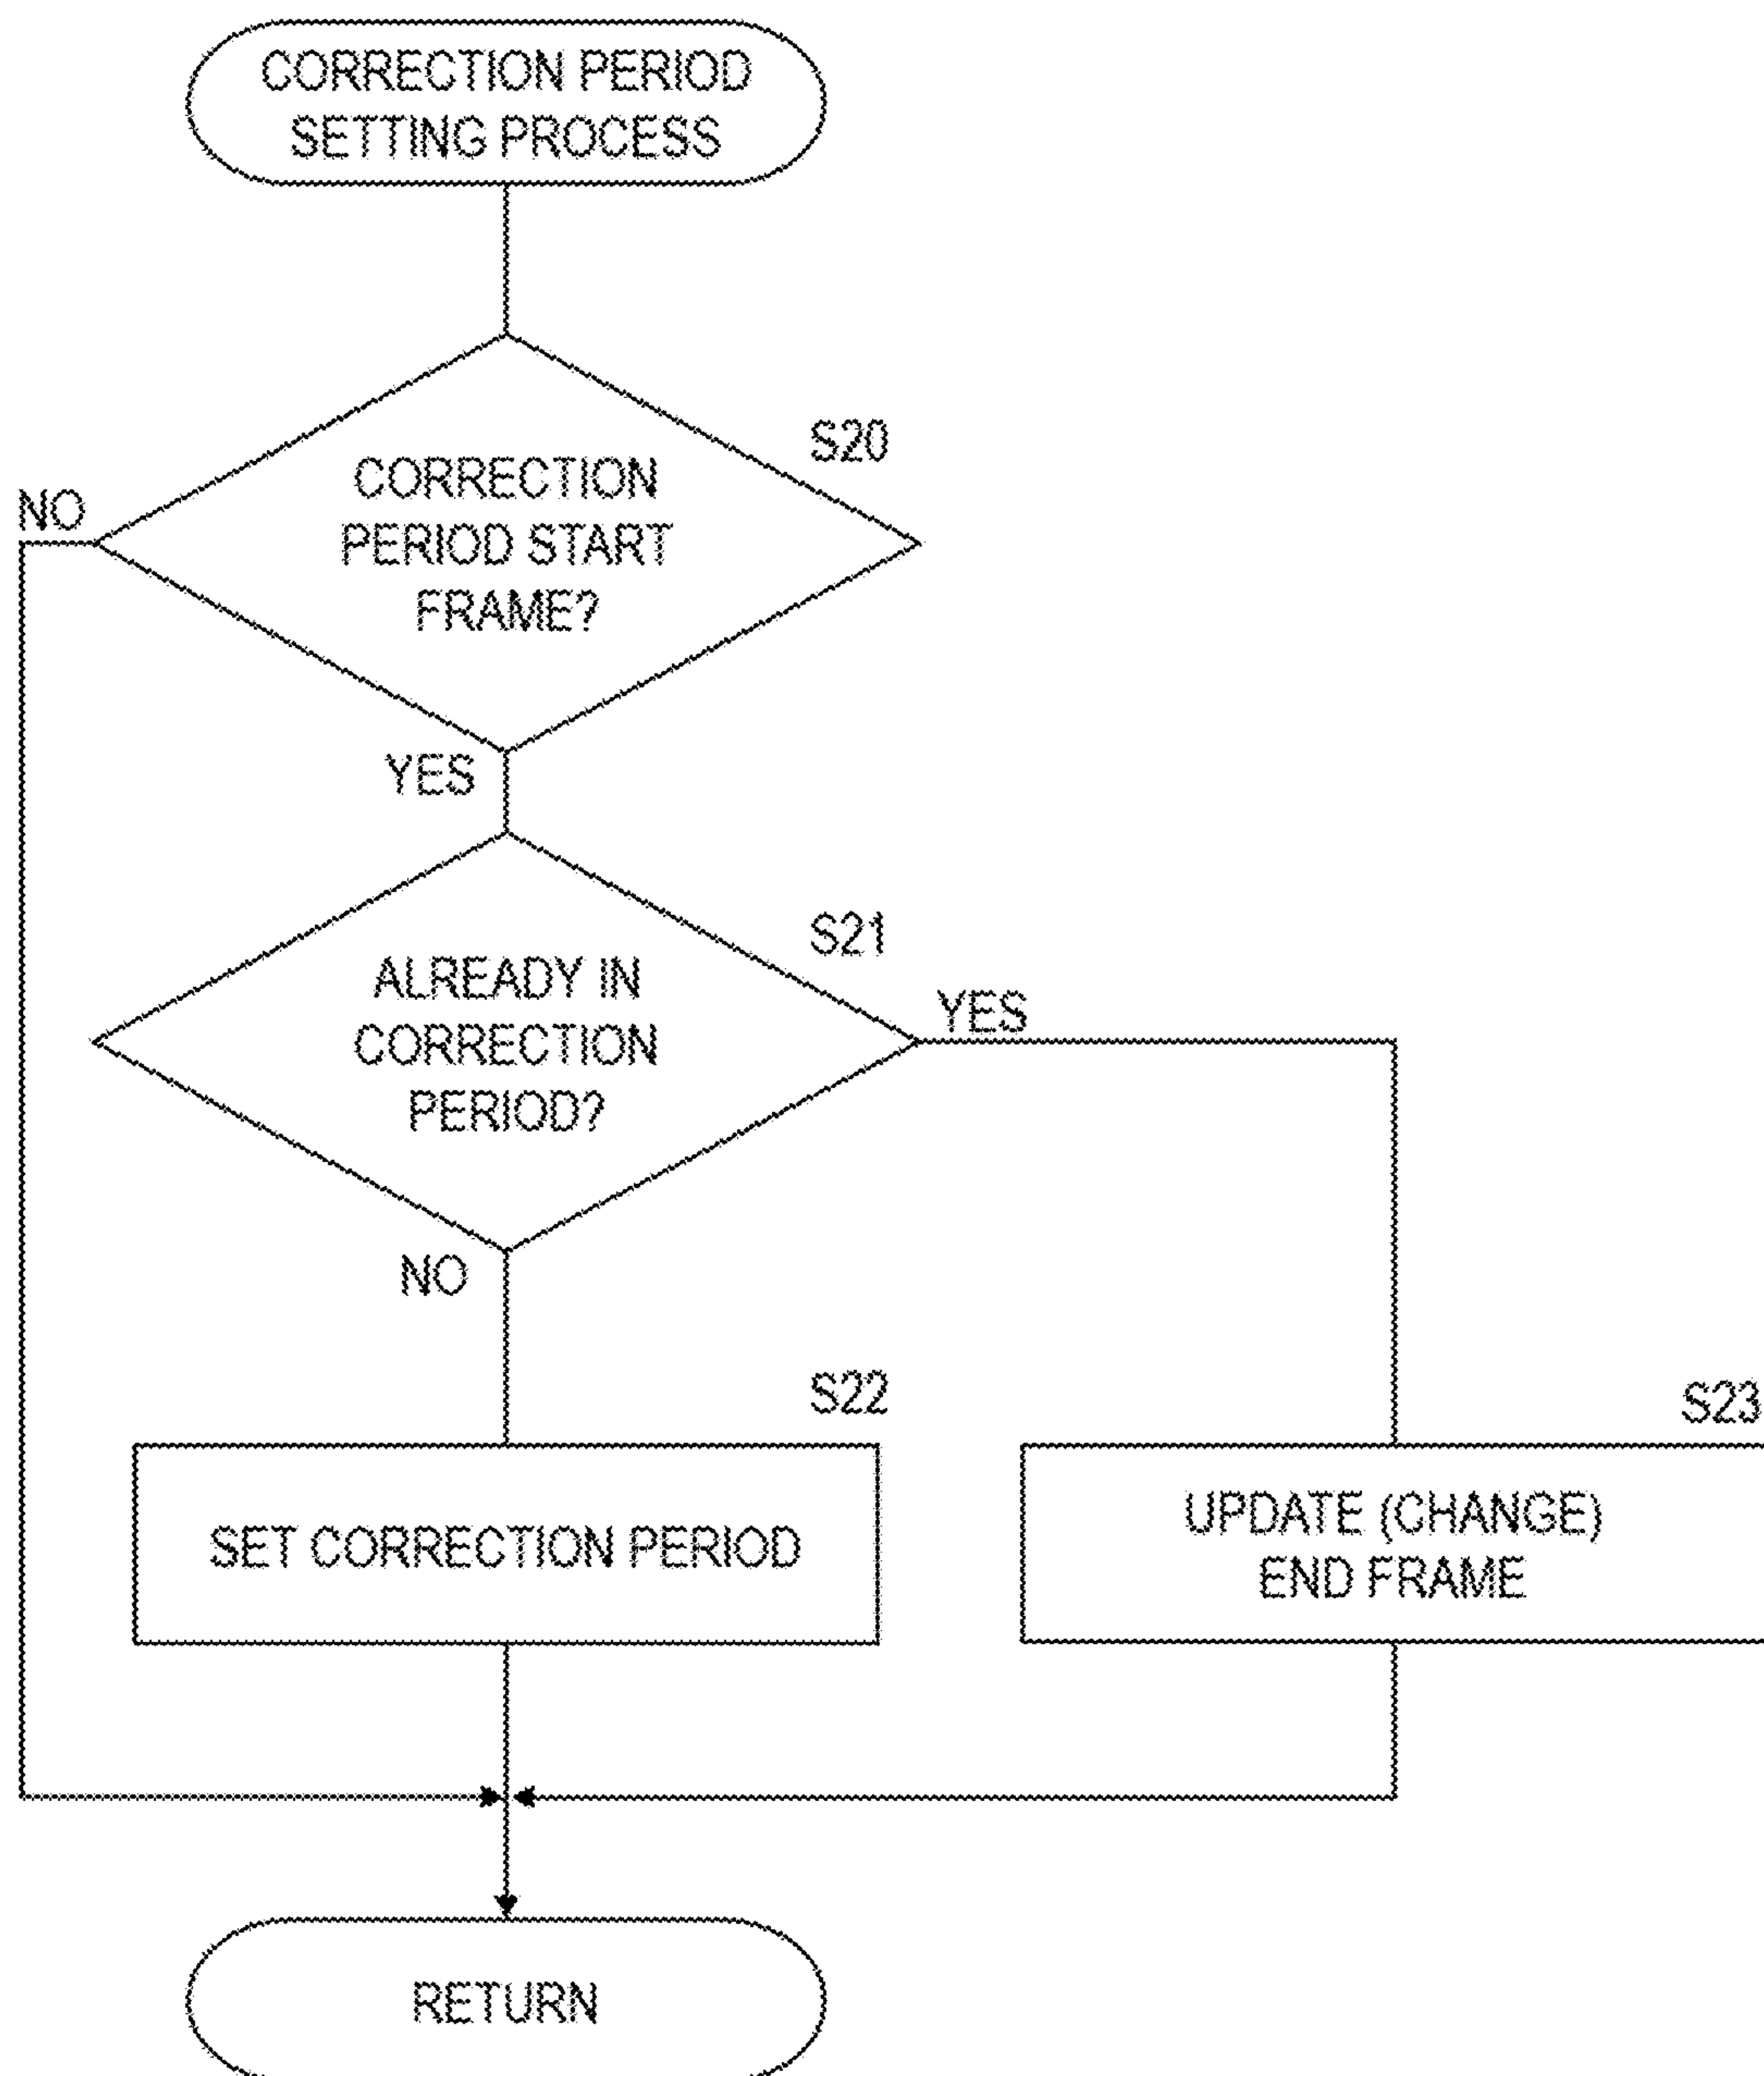 CORRECTION PERIOD
SETTING PROCESS
S20
CORRECTION
PERIOD START
FRAME?
NO
YES
S21
ALREADY IN
CORRECTION
PERIOD?
YES
NO
S22
SET CORRECTION PERIOD
S23
UPDATE (CHANGE)
END FRAME
RETURN